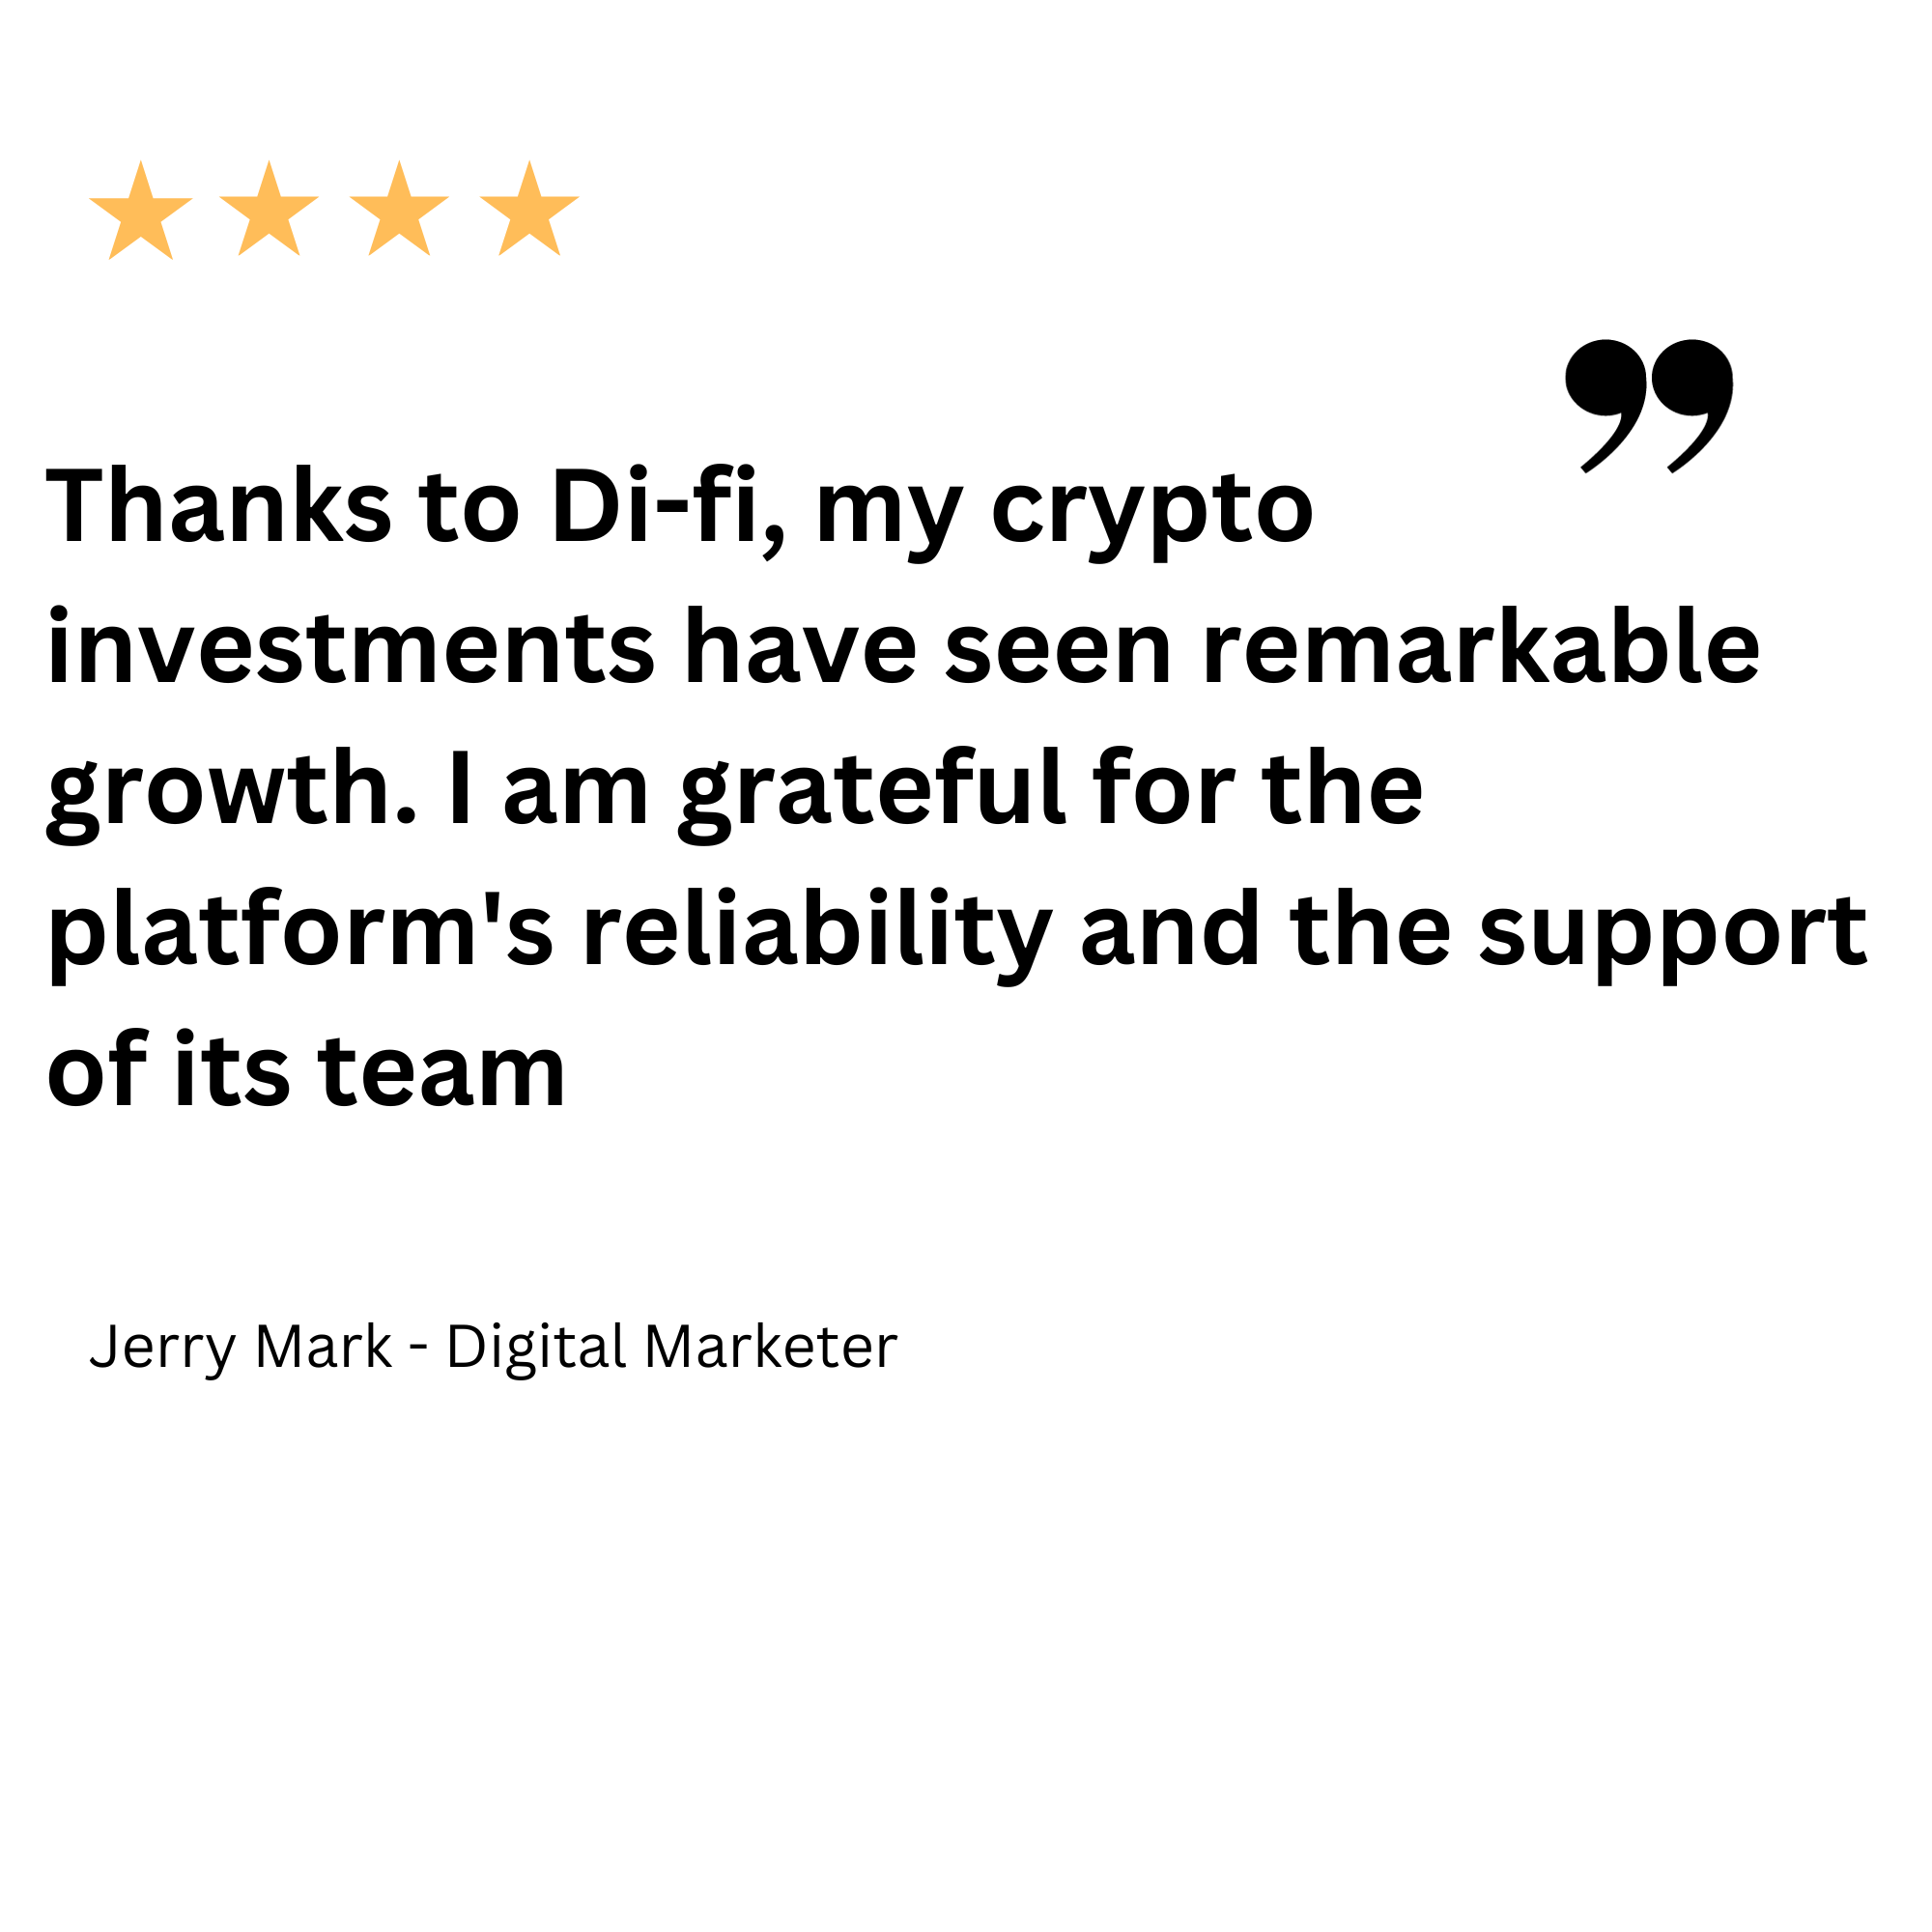 ”
Thanks to Di-fi, my crypto
investments have seen remarkable
growth. I am grateful for the
platform's reliability and the support
of its team
Jerry Mark - Digital Marketer